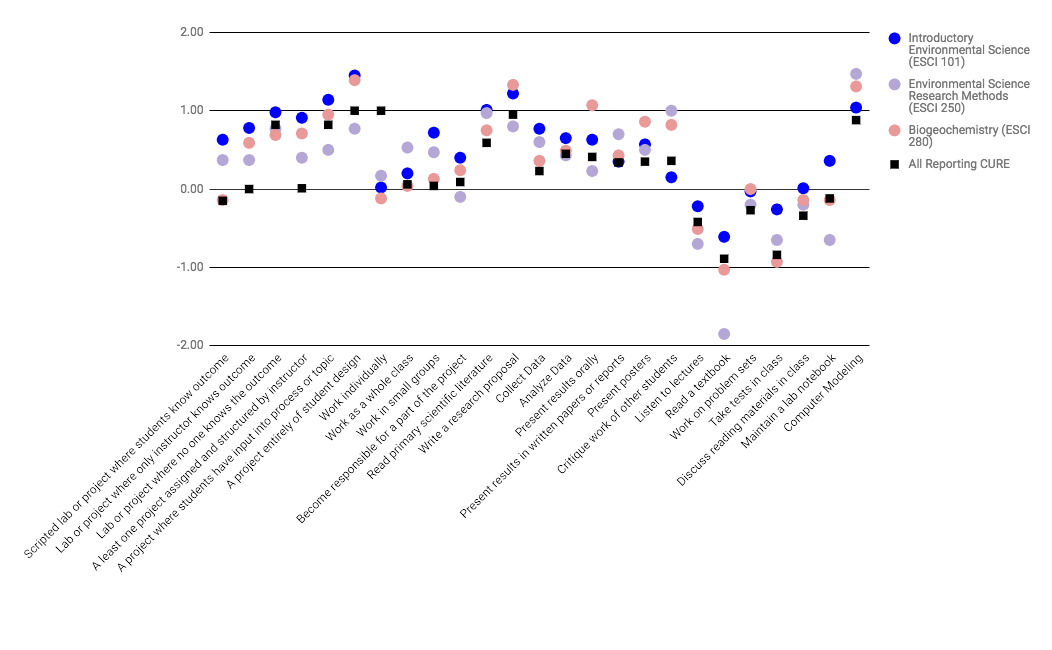 2.00
1.00
0.00
-1.00
-2.00
Introductory
Environmental Science
(ESCI 101)
Environmental Science
Research Methods
(ESCI 250)
Biogeochemistry (ESCI
280)
All Reporting CURE
Scripted lab or project where students know outcome
Lab or project where only instructor knows outcome
Lab or project where no one knows the outcome
A least one project assigned and structured by instructor
A project where students have input into process or topic
A project entirely of student design
Work individually
Work as a whole class
Work in small groups
Become responsible for a part of the project
Read primary scientific literature
Write a research proposal
Collect Data
Analyze Data
Present results orally
Present results in written papers or reports
Present posters
Critique work of other students
Listen to lectures
Read a textbook
Work on problem sets
Take tests in class
Discuss reading materials in class
Maintain a lab notebook
Computer Modeling